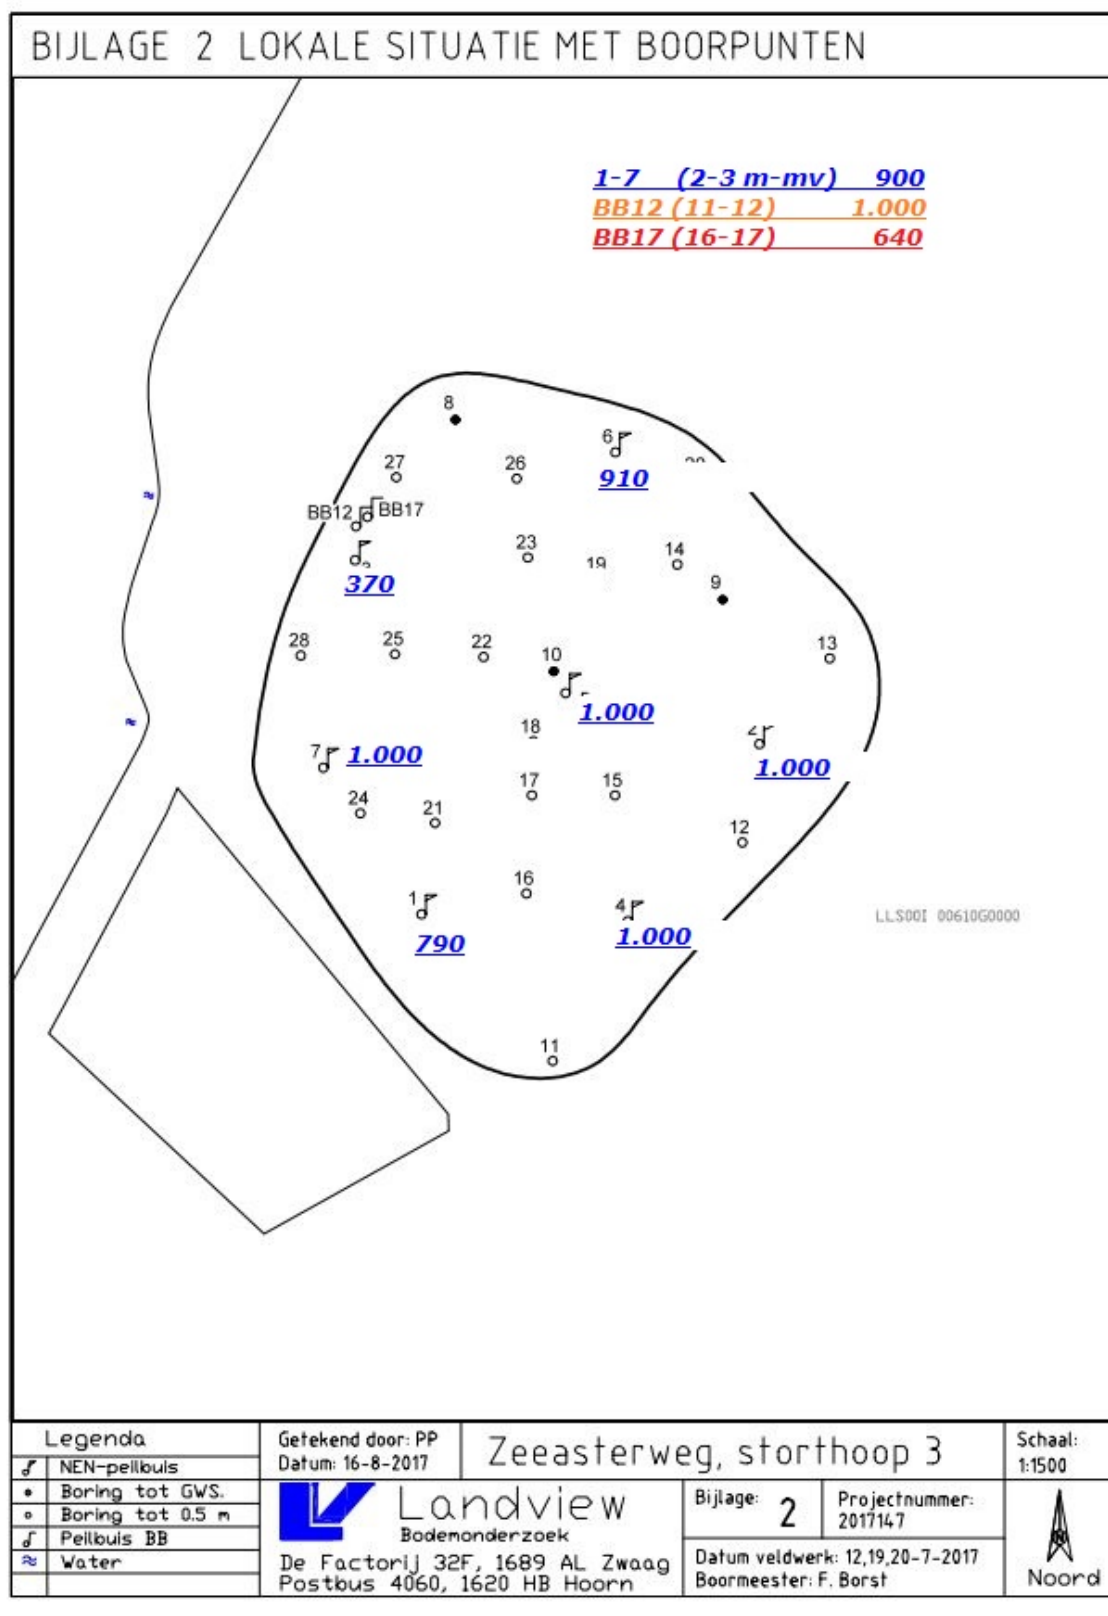 BIJLAGE 2 LOKALE SITUATIE MET BOORPUNTEN
1-7 (2-3 m-mv) 900
BB12 (11-12) 1.000
BB17 (16-17) 640
8
6
910
27
26
BB12
BB17
370
23
19
14
9
28
25
22
10
13
1.000
18
7
1.000
2
1.000
17
15
24
21
12
16
1
790
4
1.000
LLS00I 00610G0000
11
Legenda
NEN-peilbuis
Boring tot GWS.
Boring tot 0.5 m
Peilbuis BB
Water
Getekend door: PP
Datum: 16-8-2017
Zeeasterweg, storthoop 3
Schaal:
1:1500
Landview
Bodemonderzoek
De Factorij 32F, 1689 AL Zwaag
Postbus 4060, 1620 HB Hoorn
Bijlage: 2
Projectnummer:
2017147
Datum veldwerk: 12,19,20-7-2017
Boormeester: F. Borst
N
Noord